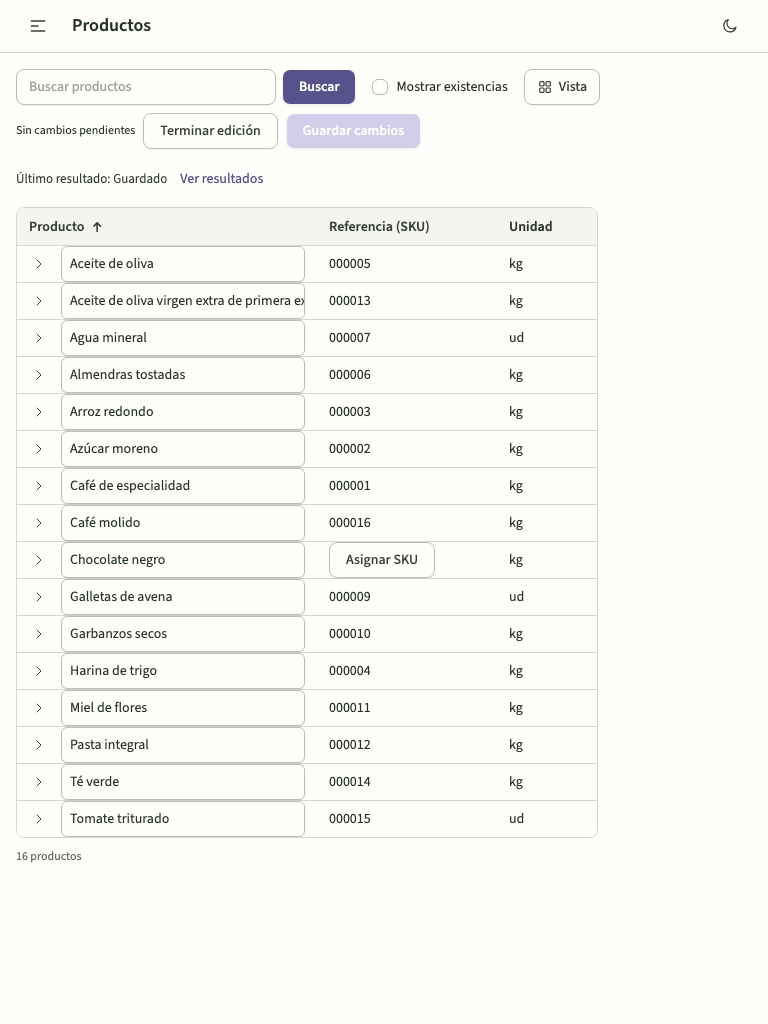 Productos
Buscar productos
Buscar
Mostrar existencias
Vista
Sin cambios pendientes
Terminar edición
Guardar cambios
Último resultado: Guardado
Ver resultados
Producto ↑ Referencia (SKU) Unidad
Aceite de oliva 000005 kg
Aceite de oliva virgen extra de primera ex 000013 kg
Agua mineral 000007 ud
Almendras tostadas 000006 kg
Arroz redondo 000003 kg
Azúcar moreno 000002 kg
Café de especialidad 000001 kg
Café molido 000016 kg
Chocolate negro Asignar SKU kg
Galletas de avena 000009 ud
Garbanzos secos 000010 kg
Harina de trigo 000004 kg
Miel de flores 000011 kg
Pasta integral 000012 kg
Té verde 000014 kg
Tomate triturado 000015 ud
16 productos